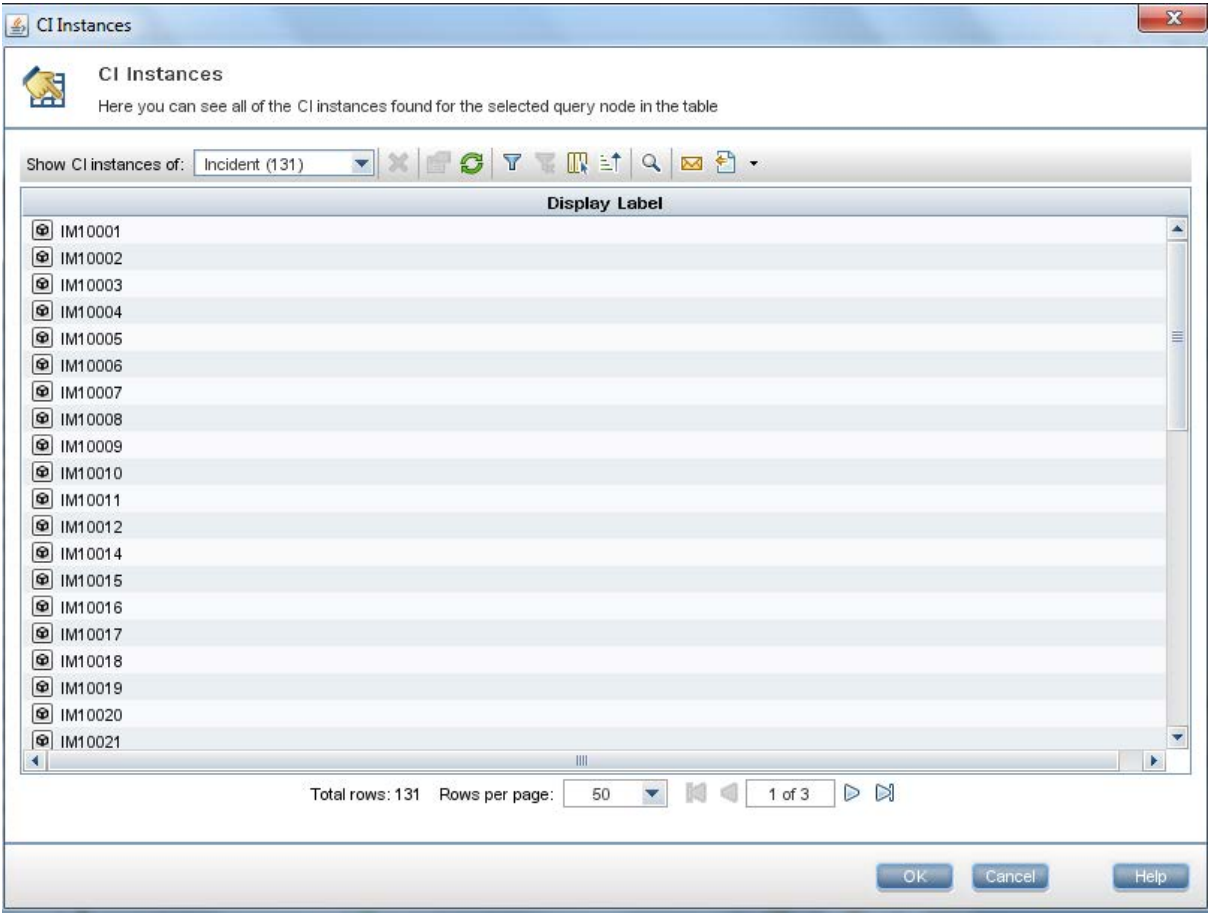 CI Instances
CI Instances
Here you can see all of the CI instances found for the selected query node in the table
Show CI instances of: Incident (131)
Display Label
IM10001
IM10002
IM10003
IM10004
IM10005
IM10006
IM10007
IM10008
IM10009
IM10010
IM10011
IM10012
IM10014
IM10015
IM10016
IM10017
IM10018
IM10019
IM10020
IM10021
Total rows: 131 Rows per page: 50 1 of 3
OK Cancel Help